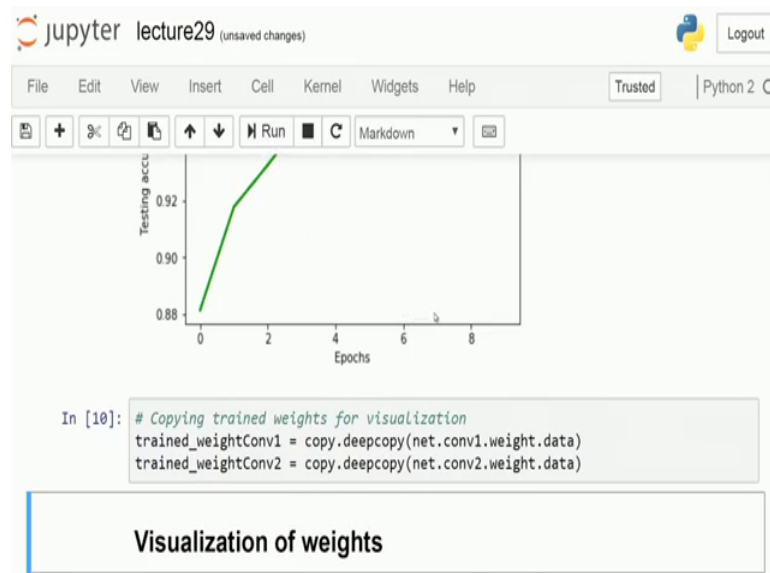 jupyter lecture29 (unsaved changes) Logout
File Edit View Insert Cell Kernel Widgets Help Trusted Python 2
Run Markdown
Testing accu
0.92
0.90
0.88
0 2 4 6 8
Epochs
In [10]: # Copying trained weights for visualization
trained_weightConv1 = copy.deepcopy(net.conv1.weight.data)
trained_weightConv2 = copy.deepcopy(net.conv2.weight.data)
Visualization of weights